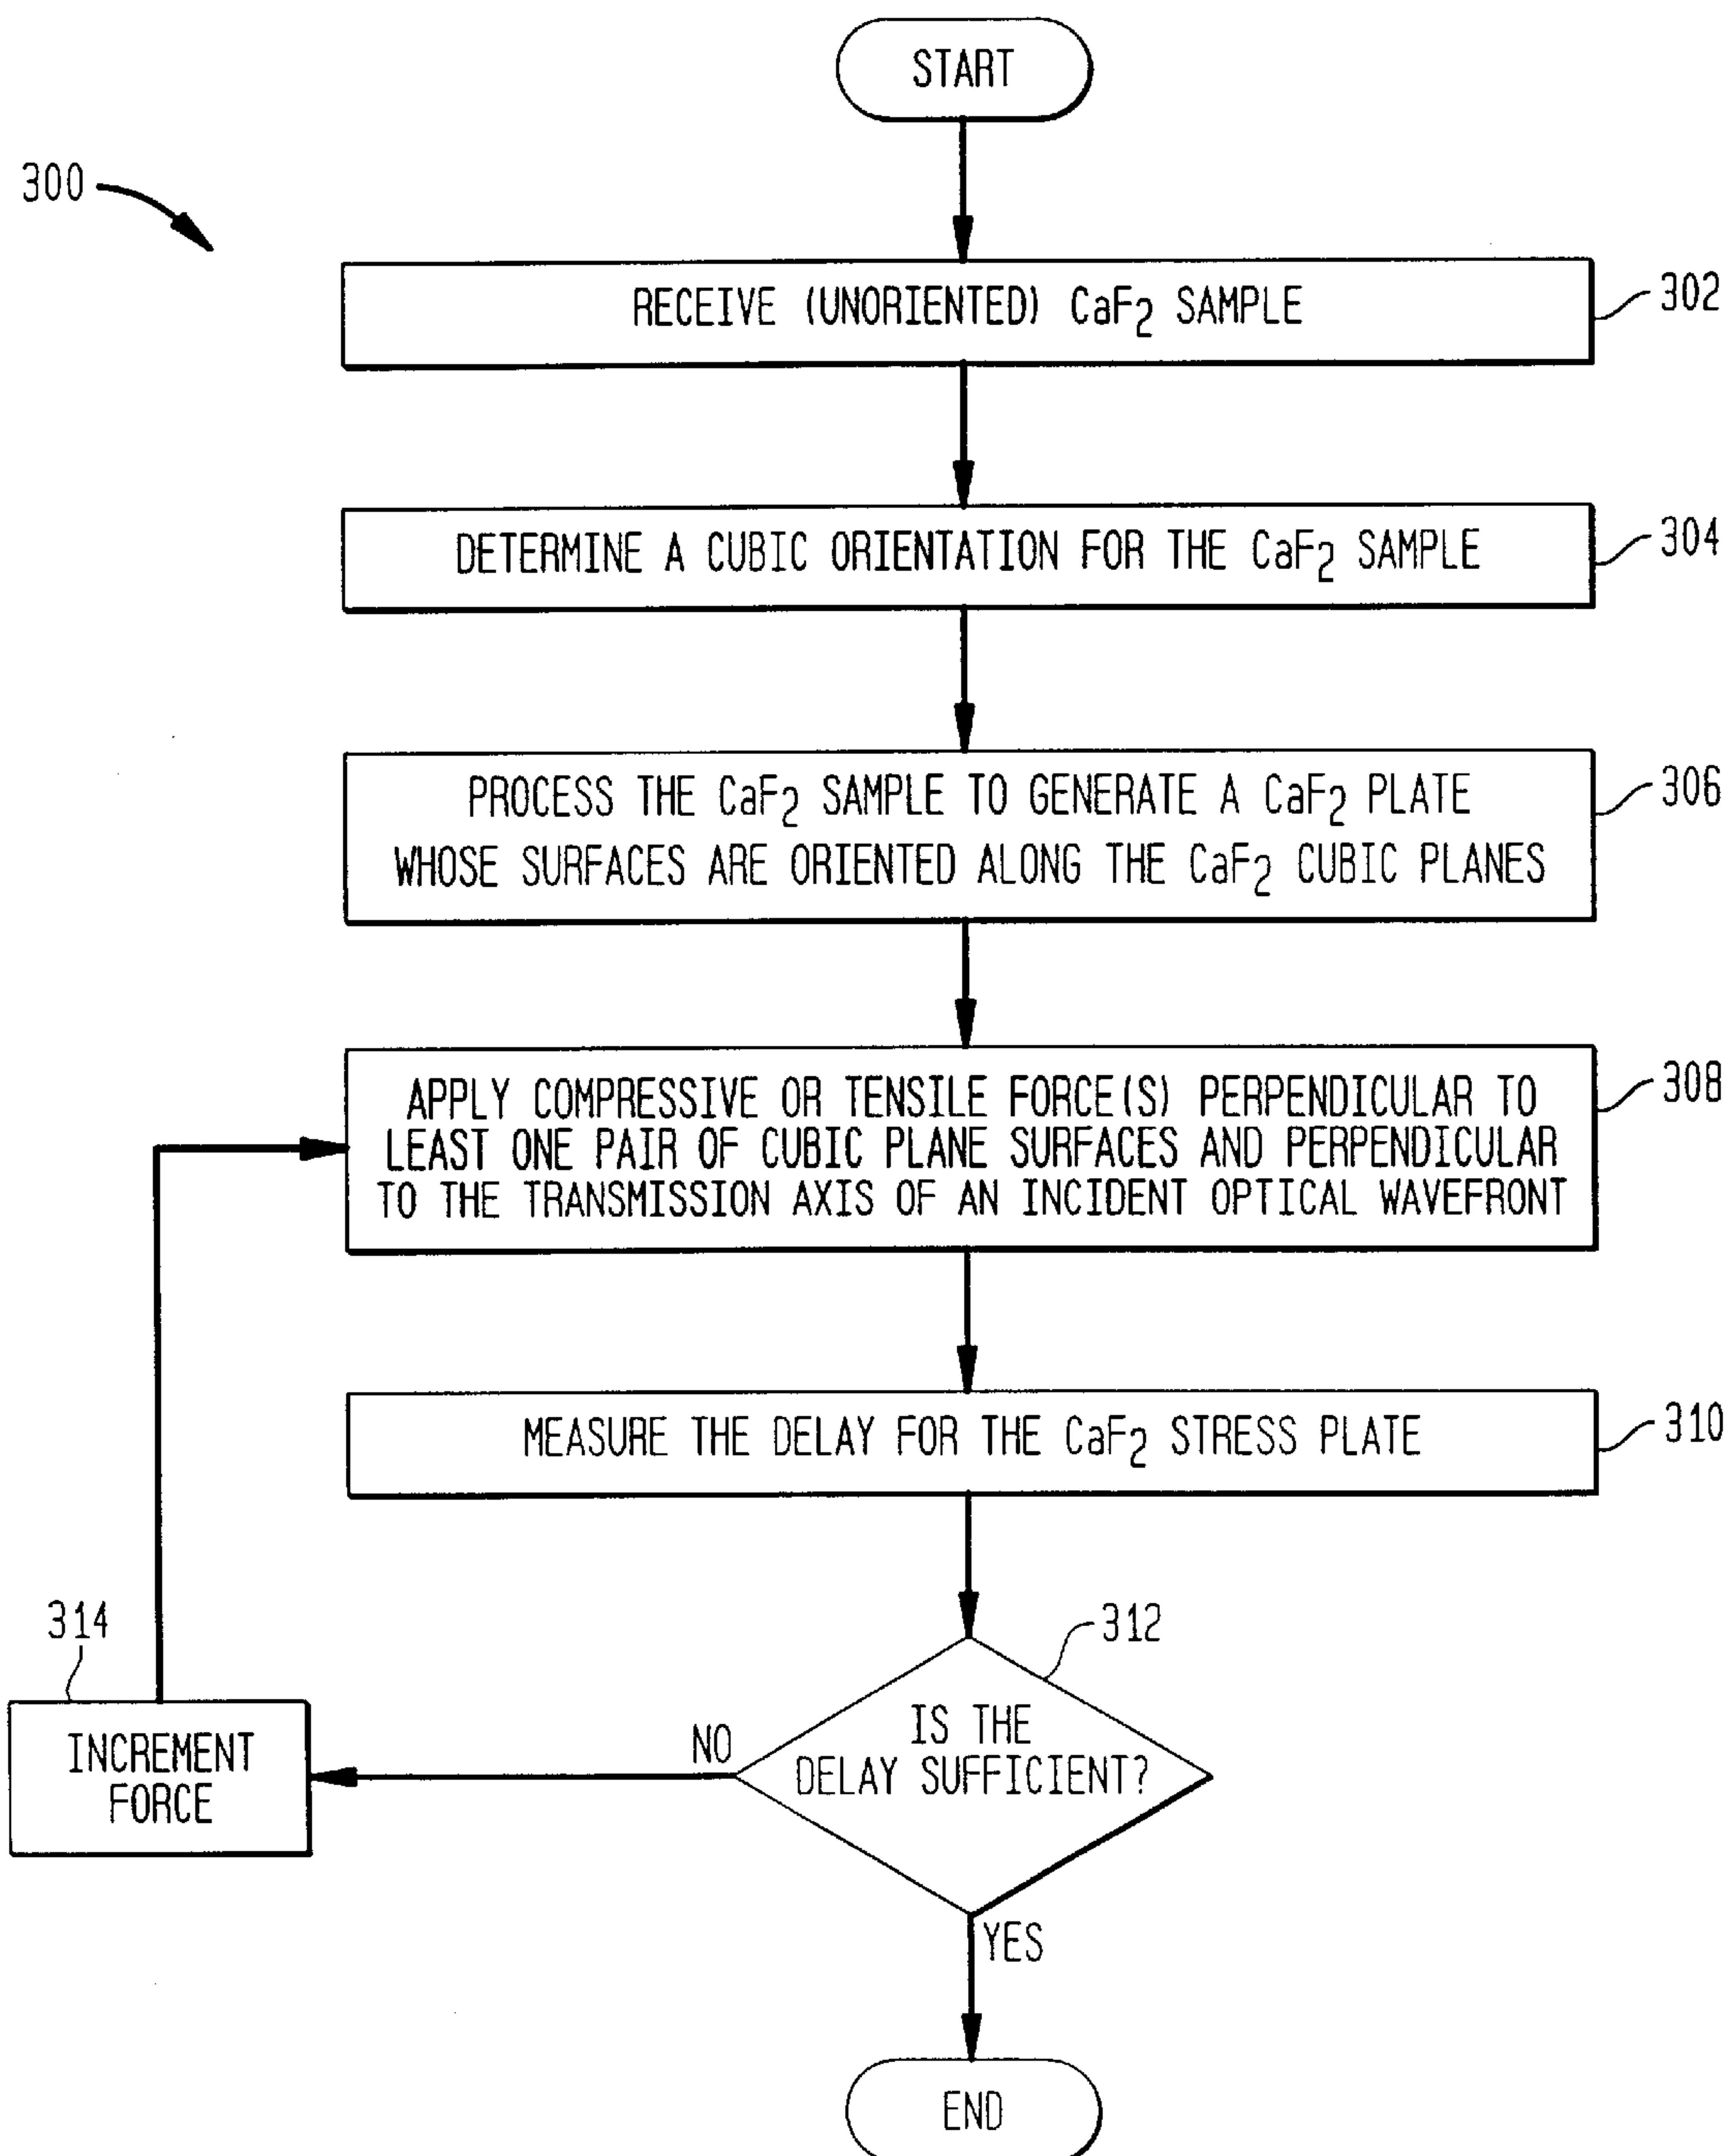 START
300
RECEIVE (UNORIENTED) CaF2 SAMPLE
302
DETERMINE A CUBIC ORIENTATION FOR THE CaF2 SAMPLE
304
PROCESS THE CaF2 SAMPLE TO GENERATE A CaF2 PLATE
WHOSE SURFACES ARE ORIENTED ALONG THE CaF2 CUBIC PLANES
306
APPLY COMPRESSIVE OR TENSILE FORCE(S) PERPENDICULAR TO
LEAST ONE PAIR OF CUBIC PLANE SURFACES AND PERPENDICULAR
TO THE TRANSMISSION AXIS OF AN INCIDENT OPTICAL WAVEFRONT
308
MEASURE THE DELAY FOR THE CaF2 STRESS PLATE
310
312
IS THE
DELAY SUFFICIENT?
NO
314
INCREMENT
FORCE
YES
END